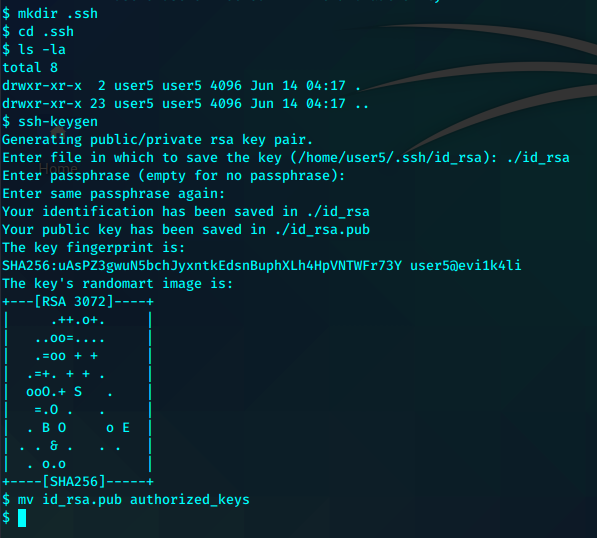 $ mkdir .ssh
$ cd .ssh
$ ls -la
total 8
drwxr-xr-x  2 user5 user5 4096 Jun 14 04:17 .
drwxr-xr-x 23 user5 user5 4096 Jun 14 04:17 ..
$ ssh-keygen
Generating public/private rsa key pair.
Enter file in which to save the key (/home/user5/.ssh/id_rsa): ./id_rsa
Home
Enter passphrase (empty for no passphrase):
Enter same passphrase again:
Your identification has been saved in ./id_rsa
Your public key has been saved in ./id_rsa.pub
The key fingerprint is:
SHA256:uAsPZ3gwuN5bchJyxntkEdsnBuphXLh4HpVNTWFr73Y user5@evi1k4li
The key's randomart image is:
+---[RSA 3072]----+
|     .++.o+.     |
|   ..oo=....     |
|   .=oo + +      |
|  .=+. + + .     |
|  ooO.+ S   .    |
|   =.O .   .     |
|  . B O     o E  |
| . . & .   . .   |
|  . o.o          |
+----[SHA256]-----+
$ mv id_rsa.pub authorized_keys
$